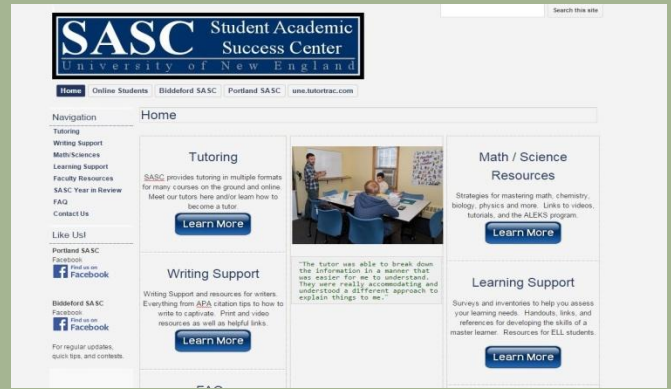 Search this site
SASC
Student Academic
Success Center
University of New England
Home
Online Students
Biddeford SASC
Portland SASC
une.tutortrac.com
Navigation
Tutoring
Writing Support
Math/Sciences
Learning Support
Faculty Resources
SASC Year in Review
FAQ
Contact Us
Like Us!
Portland SASC
Facebook
Find us on
Facebook
Biddeford SASC
Facebook
Find us on
Facebook
For regular updates,
quick tips, and contests.
Home
Tutoring
SASC provides tutoring in multiple formats
for many courses on the ground and online.
Meet our tutors here and/or learn how to
become a tutor
Learn More
Writing Support
Writing Support and resources for writers.
Everything from APA citation tips to how to
write to captivate. Print and video
resources as well as helpful links.
Learn More
FAQ
"The tutor was able to break down
the information in a manner that
was easier for me to understand.
They were really accommodating and
understood a different approach to
explain things to me."
Math / Science
Resources
Strategies for mastering math, chemistry,
biology, physics and more. Links to videos,
tutorials, and the ALEKS program.
Learn More
Learning Support
Surveys and inventories to help you assess
your learning needs. Handouts, links, and
references for developing the skills of a
master learner. Resources for ELL students.
Learn More